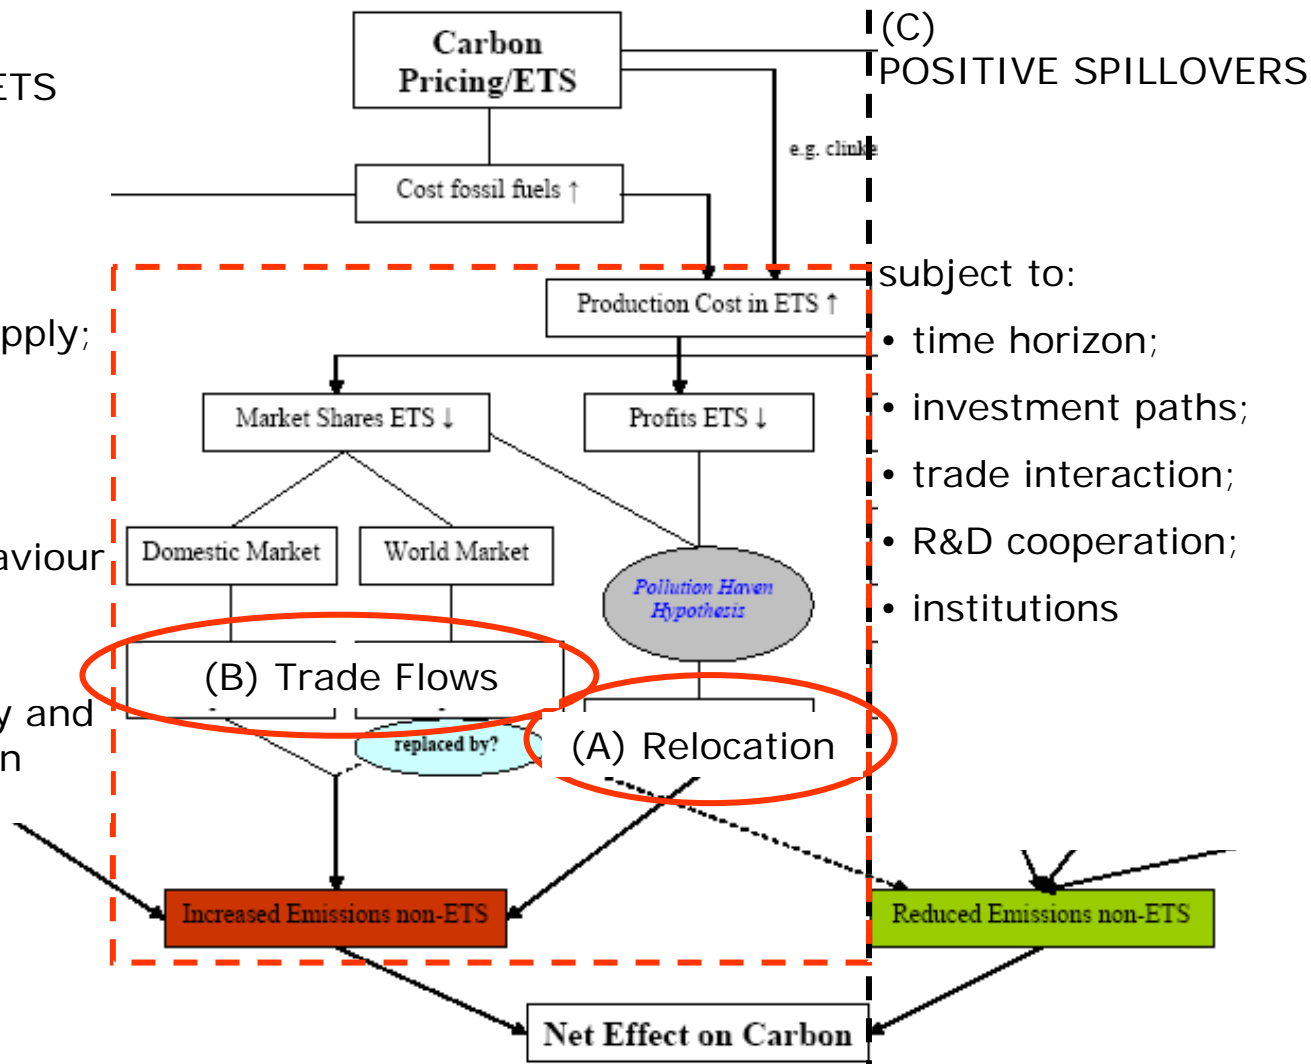 Carbon
Pricing/ETS
(C)
POSITIVE SPILLOVERS
ETS
e.g. clinke
Cost fossil fuels ↑
subject to:
Production Cost in ETS ↑
pply;
• time horizon;
Market Shares ETS ↓
Profits ETS ↓
• investment paths;
• trade interaction;
aviour
Domestic Market
World Market
• R&D cooperation;
Pollution Haven
Hypothesis
• institutions
(B) Trade Flows
y and
n
replaced by?
(A) Relocation
Increased Emissions non-ETS
Reduced Emissions non-ETS
Net Effect on Carbon